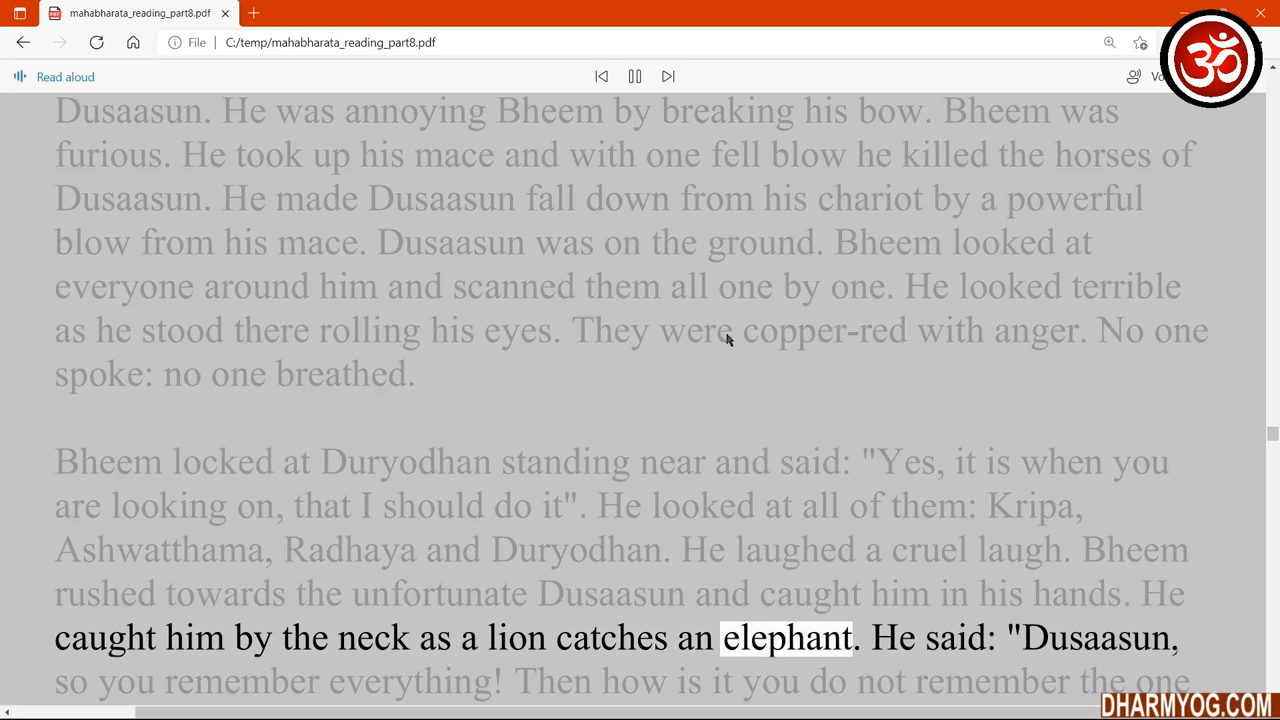 mahabharata_reading_part8.pdf
File | C:/temp/mahabharata_reading_part8.pdf
Read aloud
ॐ
Dusaasun. He was annoying Bheem by breaking his bow. Bheem was
furious. He took up his mace and with one fell blow he killed the horses of
Dusaasun. He made Dusaasun fall down from his chariot by a powerful
blow from his mace. Dusaasun was on the ground. Bheem looked at
everyone around him and scanned them all one by one. He looked terrible
as he stood there rolling his eyes. They were copper-red with anger. No one
spoke: no one breathed.
Bheem locked at Duryodhan standing near and said: "Yes, it is when you
are looking on, that I should do it". He looked at all of them: Kripa,
Ashwatthama, Radhaya and Duryodhan. He laughed a cruel laugh. Bheem
rushed towards the unfortunate Dusaasun and caught him in his hands. He
caught him by the neck as a lion catches an elephant. He said: "Dusaasun,
so you remember everything! Then how is it you do not remember the one
DHARMYOG.COM